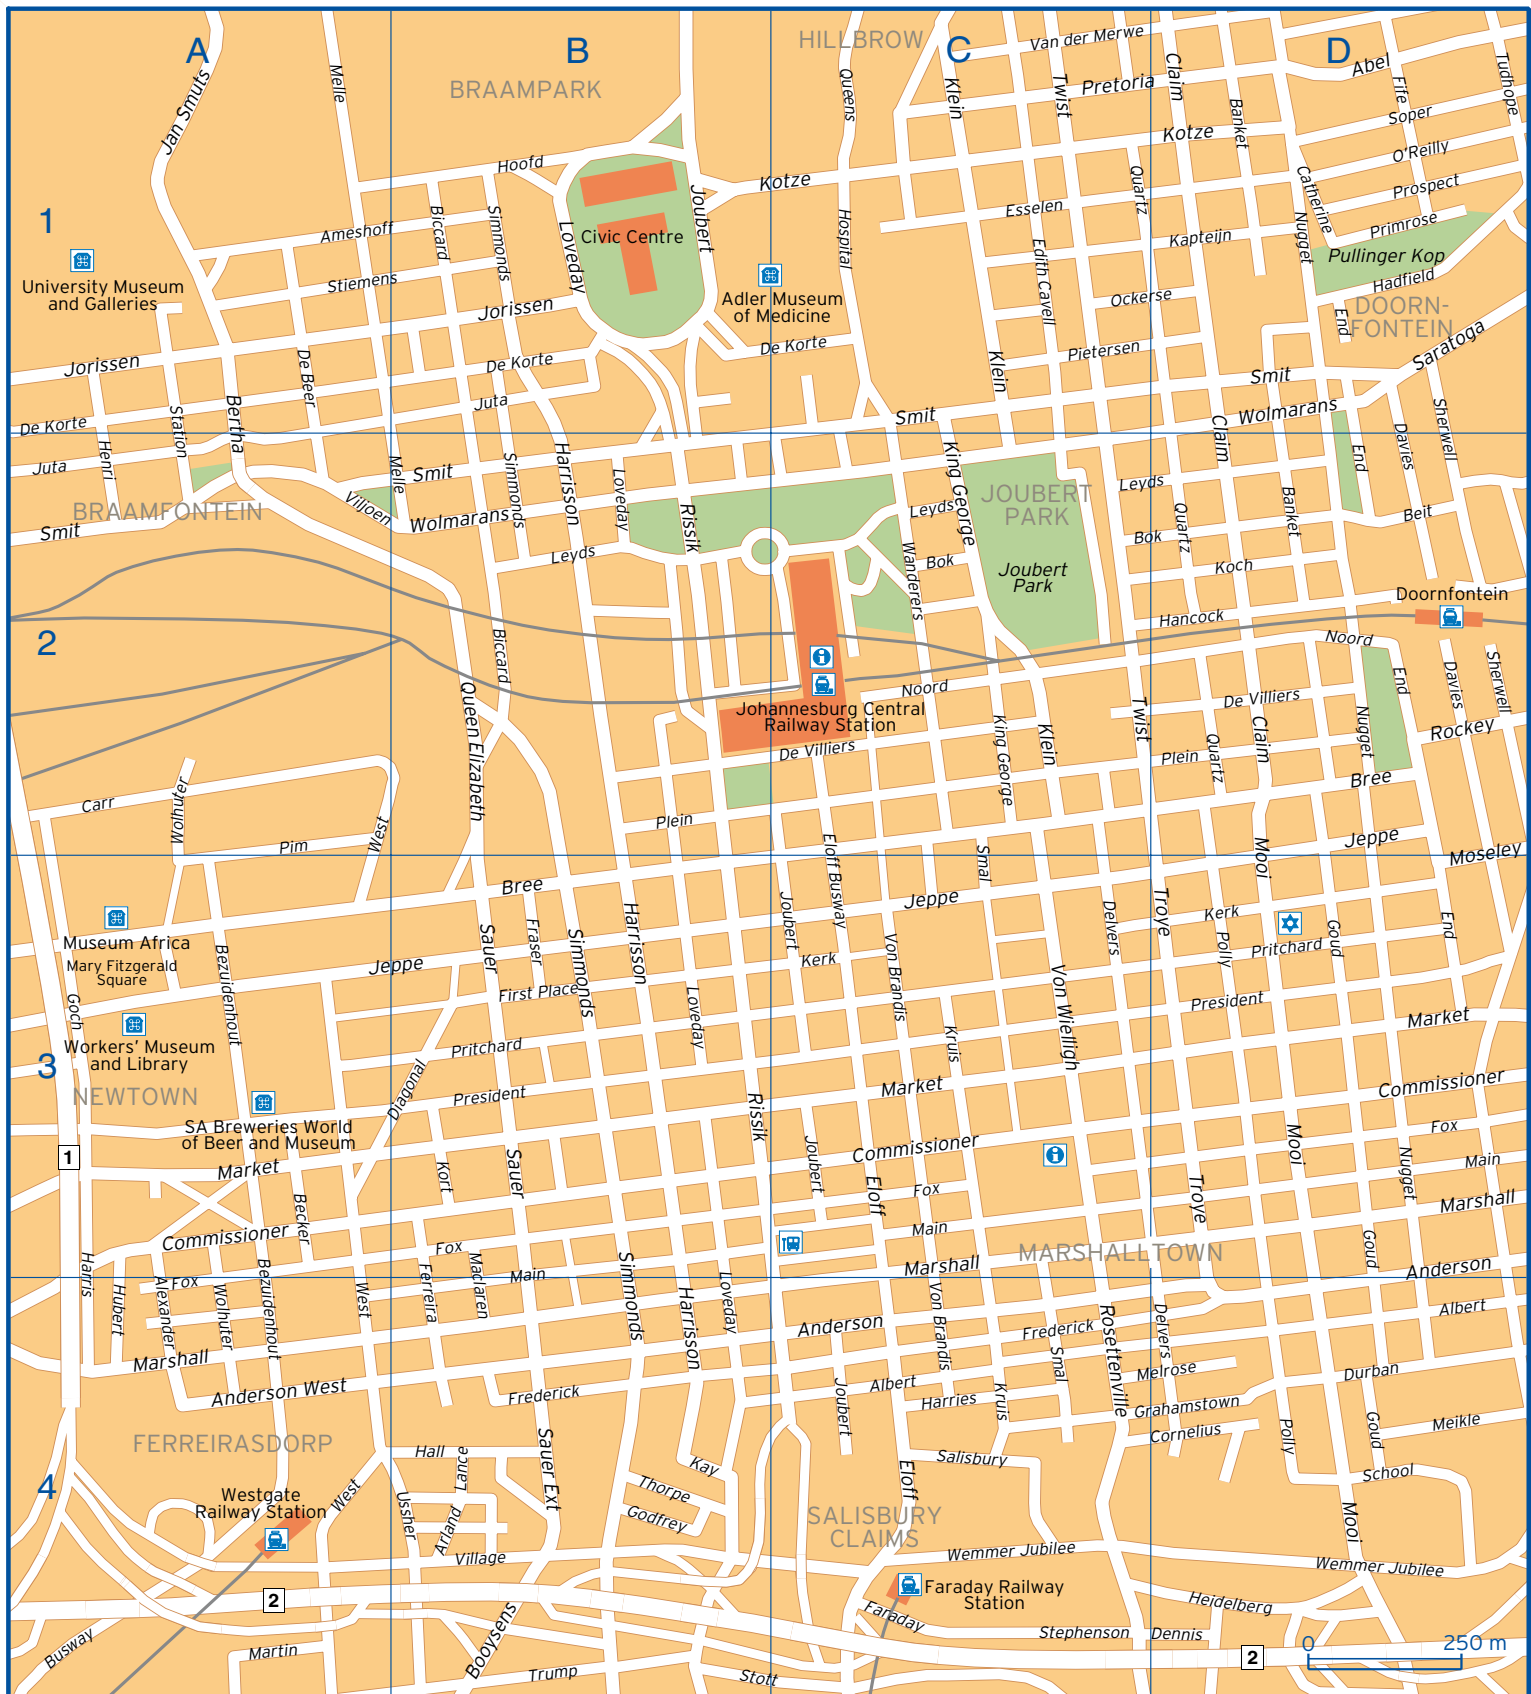 A
B
C
D
HILLBROW
BRAAMPARK
Van der Merwe
Abel
Jan Smuts
Melle
Queens
Klein
Twist
Pretoria
Claim
Banket
Fife
Tudhope
Soper
Kotze
O'Reilly
Hoofd
Kotze
Prospect
1
Ameshoff
Biccard
Simmonds
Loveday
Civic Centre
Joubert
Hospital
Esselen
Quartz
Kapteijn
Catherine
Nugget
Primrose
Pullinger Kop
Hadfield
University Museum
and Galleries
Stiemens
Jorissen
Adler Museum
of Medicine
Edith Cavell
Ockerse
End
DOORN-
FONTEIN
Saratoga
Jorissen
De Beer
De Korte
De Korte
Klein
Pietersen
Smit
Juta
Smit
Wolmarans
De Korte
Station
Bertha
Claim
Davies
Sherwell
Juta
Henri
Melle
Smit
Simmonds
Harrisson
Loveday
King George
JOUBERT
PARK
Leyds
End
BRAAMFONTEIN
Viljoen
Wolmarans
Rissik
Leyds
Quartz
Banket
Beit
Smit
Leyds
Wanderers
Bok
Joubert
Park
Bok
Koch
Doornfontein
Hancock
2
Biccard
Noord
Noord
Queen Elizabeth
Johannesburg Central
Railway Station
King George
Klein
Twist
De Villiers
End
Davies
Sherwell
De Villiers
Claim
Nugget
Rockey
Plein
Quartz
Bree
Carr
Wolhuter
West
Pim
Plein
Eloff Busway
Smal
Mooi
Jeppe
Moseley
Bree
Jeppe
Joubert
Harrisson
Delvers
Troye
Kerk
Polly
Pritchard
Goud
End
Museum Africa
Mary Fitzgerald
Square
Sauer
Fraser
Simmonds
Jeppe
Kerk
Von Brandis
Bezuidenhout
First Place
Loveday
Von Wielligh
President
Goch
Market
Workers' Museum
and Library
Pritchard
Kruis
3
NEWTOWN
Diagonal
President
Market
Commissioner
SA Breweries World
of Beer and Museum
Rissik
Fox
1
Market
Kort
Sauer
Joubert
Commissioner
Mooi
Nugget
Main
Becker
Eloff
Fox
Troye
Marshall
Commissioner
Main
Fox
MARSHALLTOWN
Goud
Harris
Hubert
Fox
Alexander
Wolhuter
Bezuidenhout
West
Ferreira
Maclaren
Main
Simmonds
Harrisson
Loveday
Marshall
Von Brandis
Anderson
Albert
Anderson
Frederick
Rosettenville
Delvers
Marshall
Smal
Melrose
Durban
Anderson West
Frederick
Joubert
Albert
Harries
Kruis
Grahamstown
Cornelius
Polly
Goud
Meikle
FERREIRASDORP
Hall
Lance
Sauer Ext
Salisbury
School
4
Westgate
Railway Station
West
Ussher
Arland
Kay
Thorpe
Godfrey
Eloff
SALISBURY
CLAIMS
Mooi
Village
Wemmer Jubilee
Wemmer Jubilee
2
Faraday Railway
Station
Heidelberg
Faraday
Stephenson
Dennis
Busway
Martin
Booysens
Trump
Stott
2
0
250 m